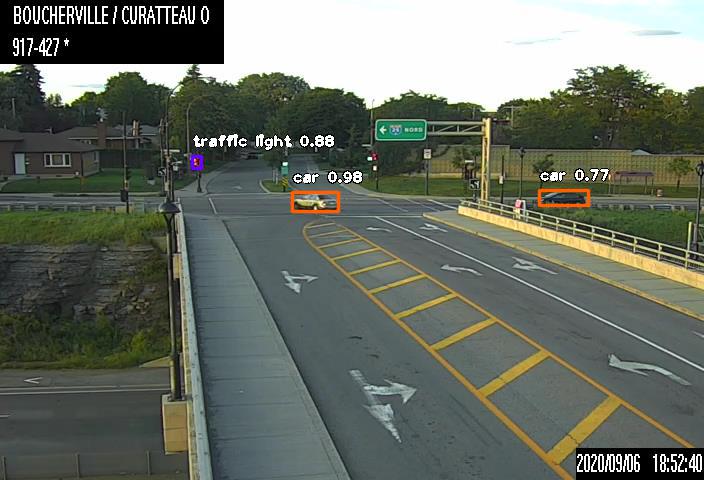 BOUCHERVILLE / CURATTEAU O
917-427 *
traffic light 0.88
25 NORD
car 0.98
car 0.77
2020/09/06 18:52:40